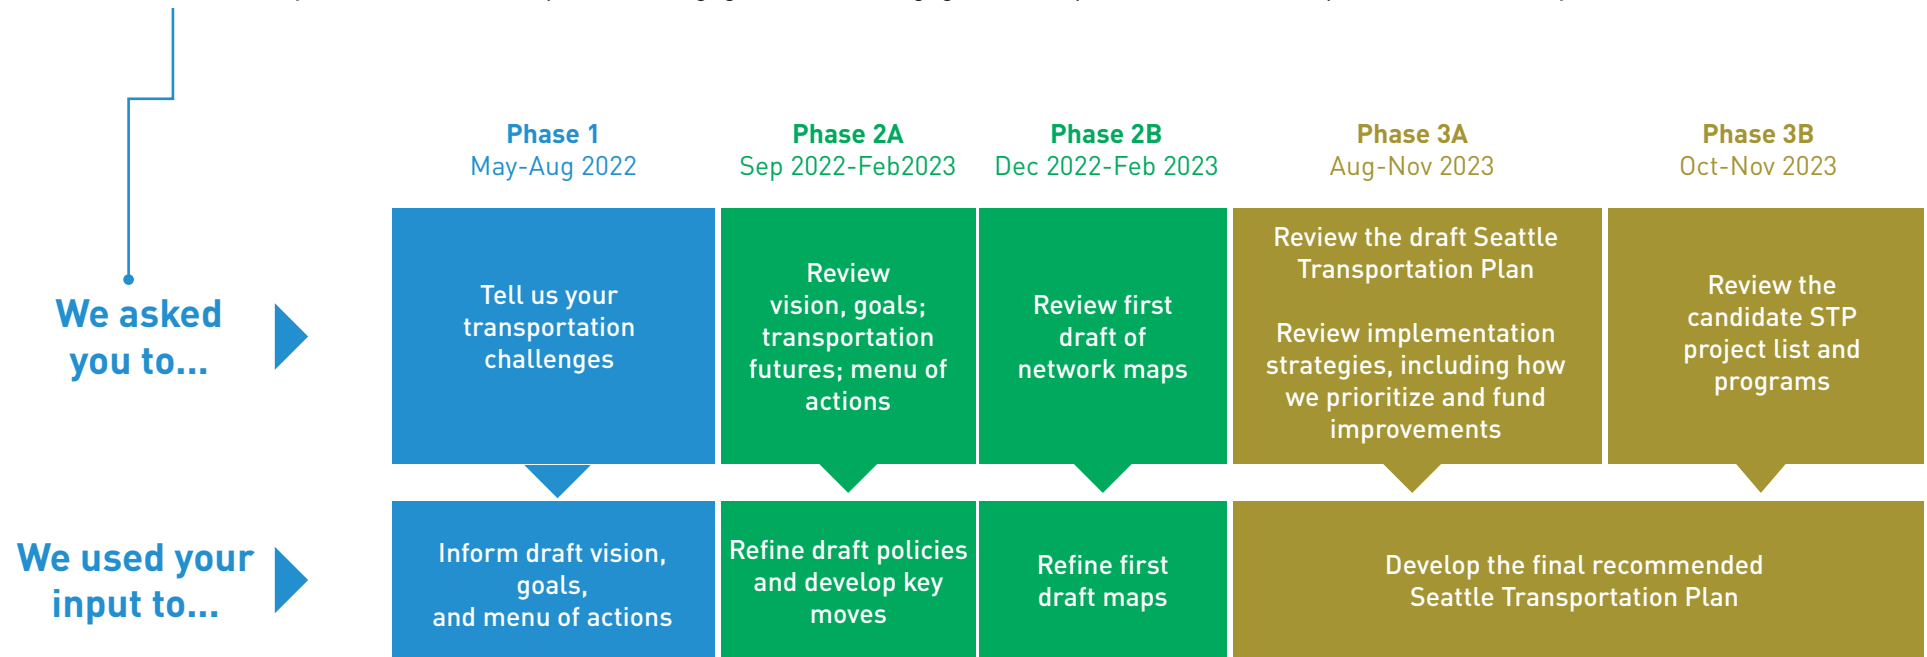 Phase 1
May-Aug 2022
Phase 2A
Sep 2022-Feb2023
Phase 2B
Dec 2022-Feb 2023
Phase 3A
Aug-Nov 2023
Phase 3B
Oct-Nov 2023
We asked
you to...
Tell us your
transportation
challenges
Review
vision, goals;
transportation
futures; menu of
actions
Review first
draft of
network maps
Review the draft Seattle
Transportation Plan
Review implementation
strategies, including how
we prioritize and fund
improvements
Review the
candidate STP
project list and
programs
We used your
input to...
Inform draft vision,
goals,
and menu of actions
Refine draft policies
and develop key
moves
Refine first
draft maps
Develop the final recommended
Seattle Transportation Plan